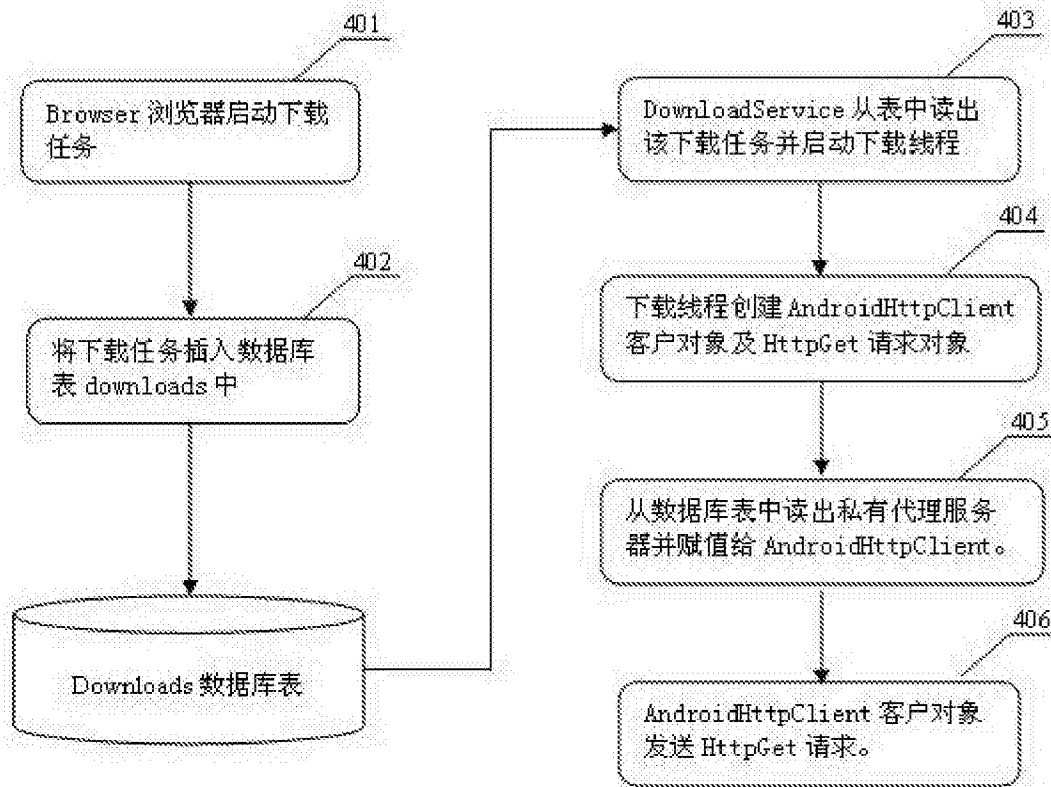 401
Browser 浏览器启动下载
任务
402
将下载任务插入数据库
表 downloads 中
Downloads 数据库表
403
DownloadService 从表中读出
该下载任务并启动下载线程
404
下载线程创建 AndroidHttpClient
客户对象及 HttpGet 请求对象
405
从数据库表中读出私有代理服务
器并赋值给 AndroidHttpClient。
406
AndroidHttpClient 客户对象
发送 HttpGet 请求。